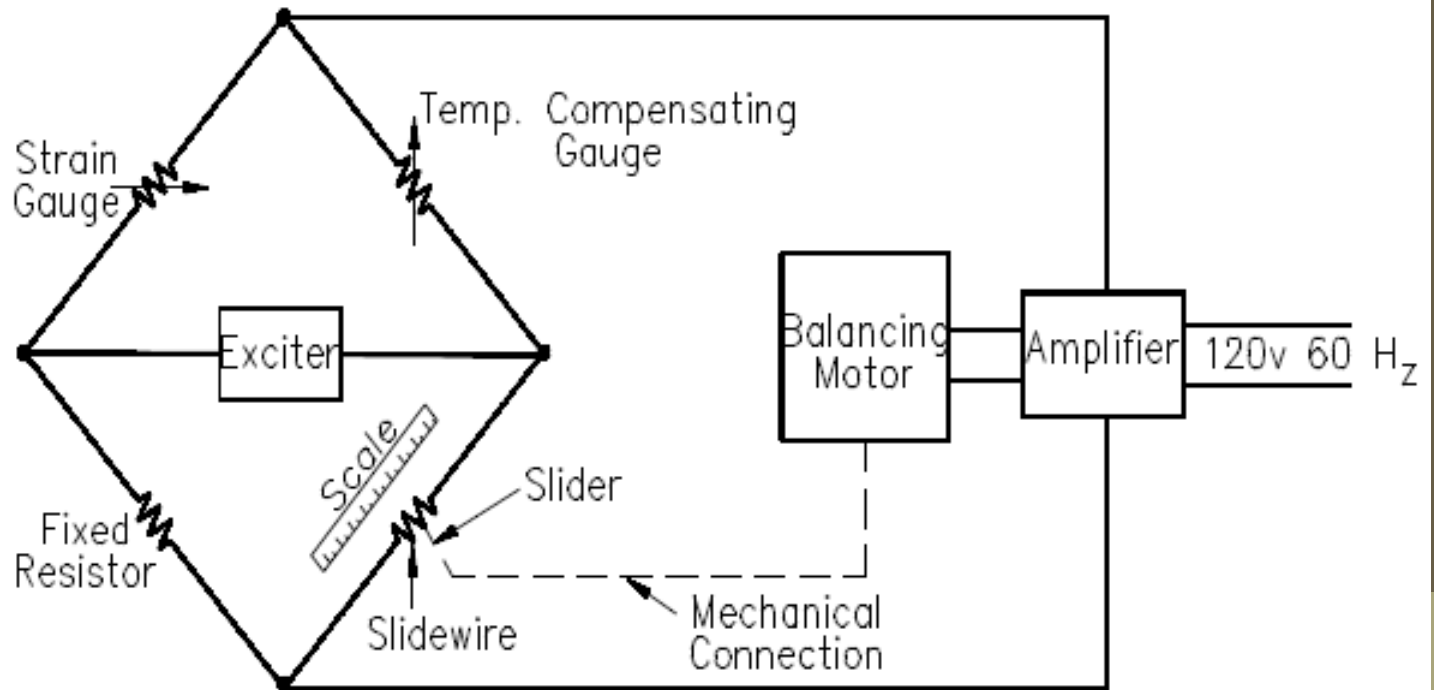 Temp. Compensating
Gauge
Strain
Gauge
Exciter
Balancing
Motor
Amplifier
120v 60 Hz
Scale
Slider
Fixed
Resistor
Slidewire
Mechanical
Connection